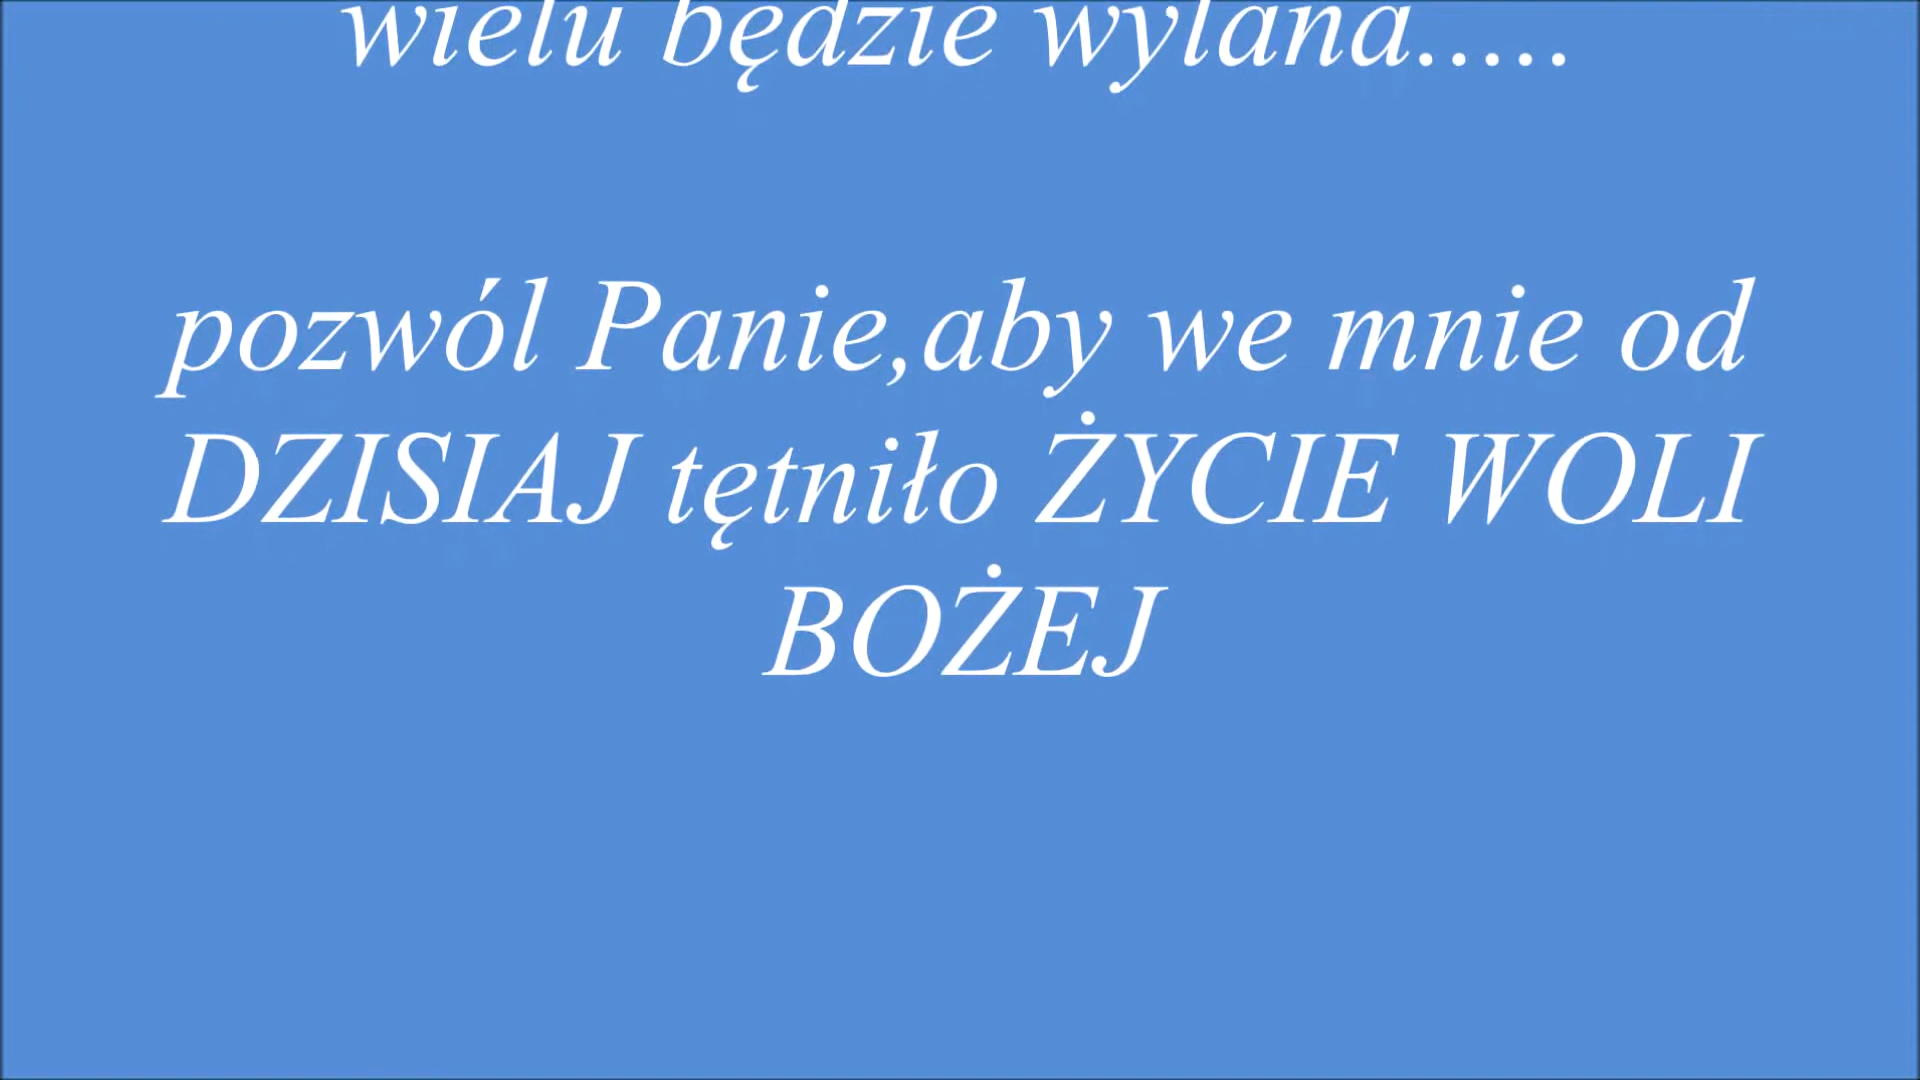 wielu będzie wylana.....
pozwól Panie,aby we mnie od
DZISIAJ tętniło ŻYCIE WOLI
BOŻEJ